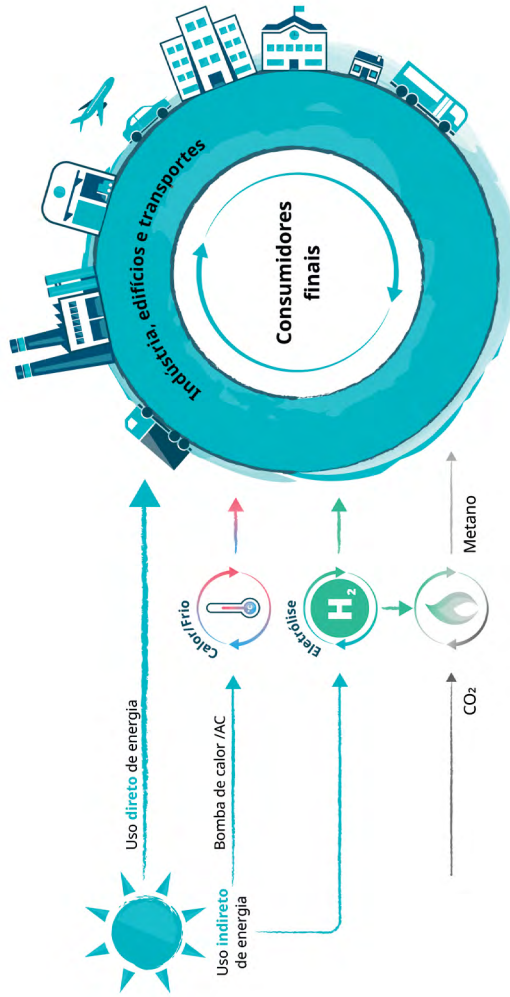 Uso direto de energia
Uso indireto
de energia
Bomba de calor /AC
Calor/Frio
°C
Eletrólise
H₂
CO₂
Metano
Indústria, edifícios e transportes
Consumidores
finais